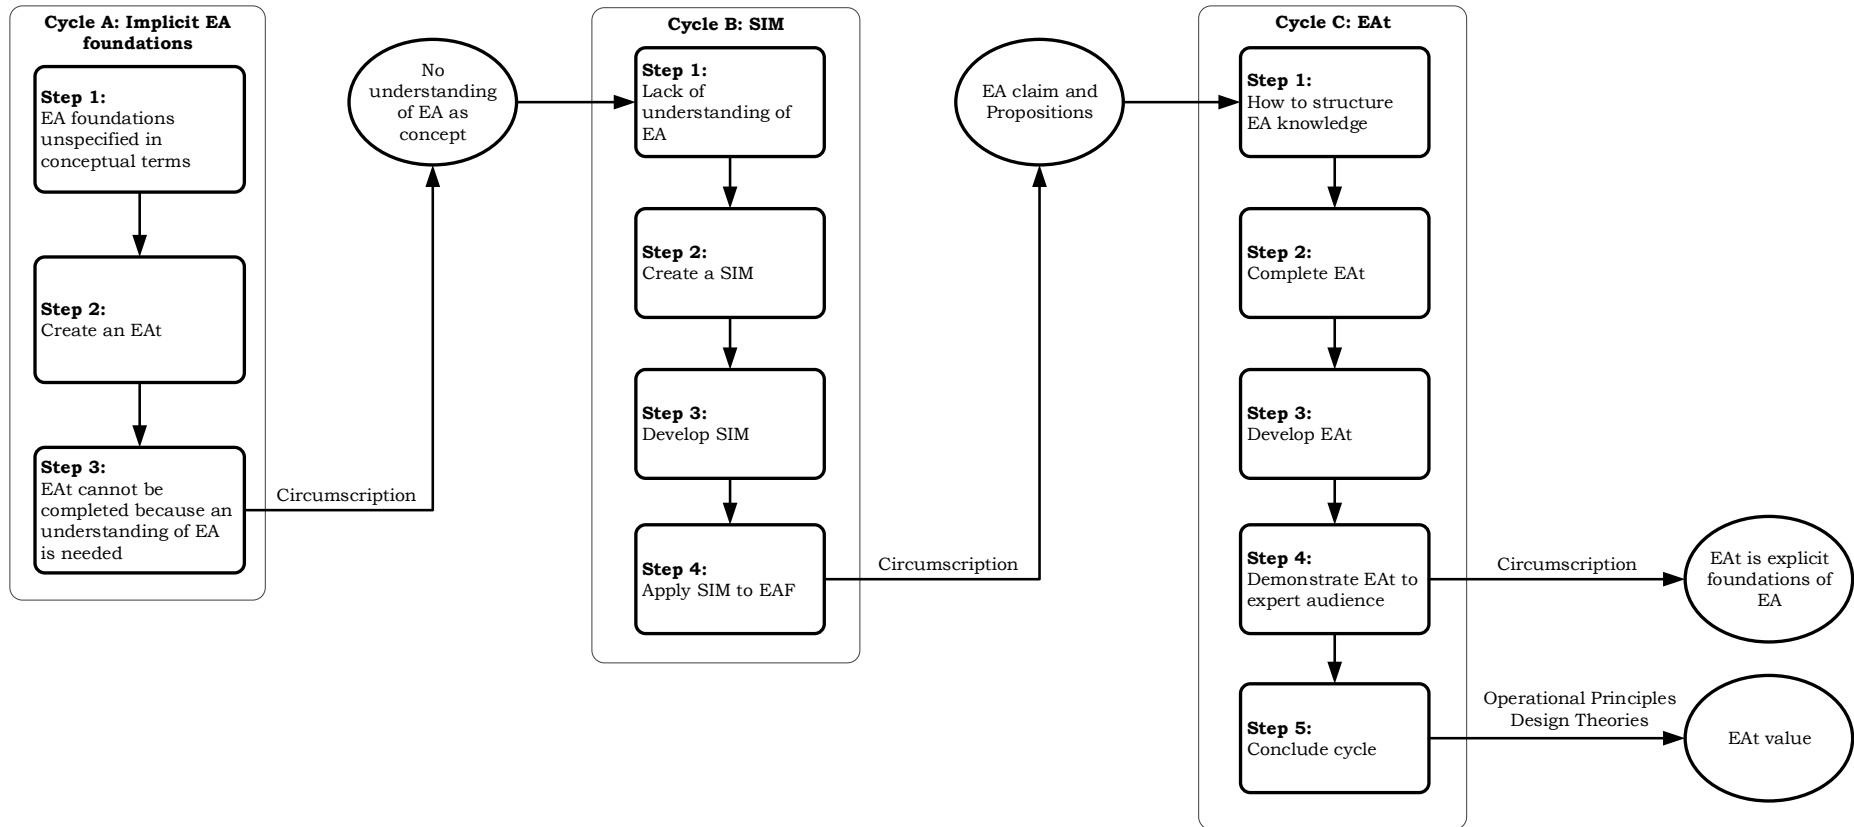 Cycle A: Implicit EA
foundations
Step 1:
EA foundations
unspecified in
conceptual terms
Step 2:
Create an EAt
Step 3:
EAt cannot be
completed because an
understanding of EA
is needed
Circumscription
No
understanding
of EA as
concept
Cycle B: SIM
Step 1:
Lack of
understanding of
EA
Step 2:
Create a SIM
Step 3:
Develop SIM
Step 4:
Apply SIM to EAF
Circumscription
EA claim and
Propositions
Cycle C: EAt
Step 1:
How to structure
EA knowledge
Step 2:
Complete EAt
Step 3:
Develop EAt
Step 4:
Demonstrate EAt to
expert audience
Circumscription
EAt is explicit
foundations of
EA
Step 5:
Conclude cycle
Operational Principles
Design Theories
EAt value